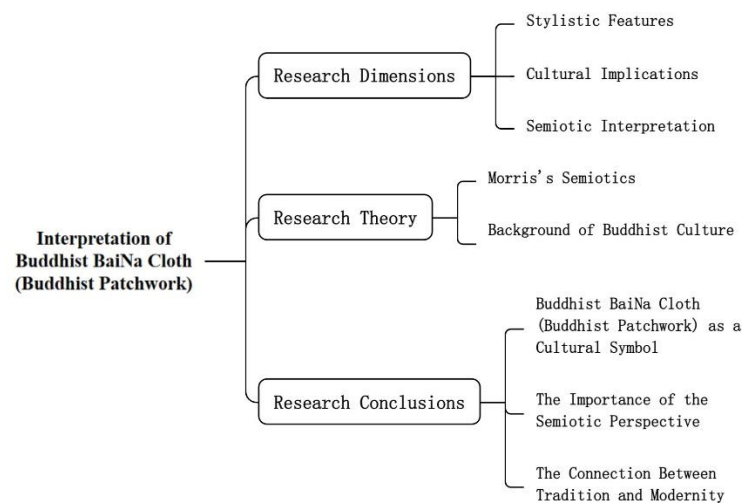 Interpretation of
Buddhist BaiNa Cloth
(Buddhist Patchwork)
Research Dimensions
Stylistic Features
Cultural Implications
Semiotic Interpretation
Research Theory
Morris's Semiotics
Background of Buddhist Culture
Research Conclusions
Buddhist BaiNa Cloth
(Buddhist Patchwork) as a
Cultural Symbol
The Importance of the
Semiotic Perspective
The Connection Between
Tradition and Modernity